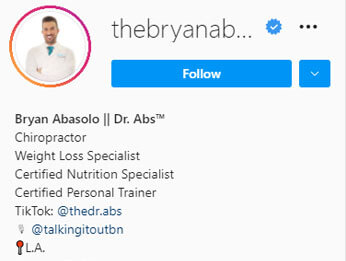 thebryanab... ...
Follow
Bryan Abasolo || Dr. Abs™
Chiropractor
Weight Loss Specialist
Certified Nutrition Specialist
Certified Personal Trainer
TikTok: @thedr.abs
🎙 @talkingitoutbn
📍L.A.